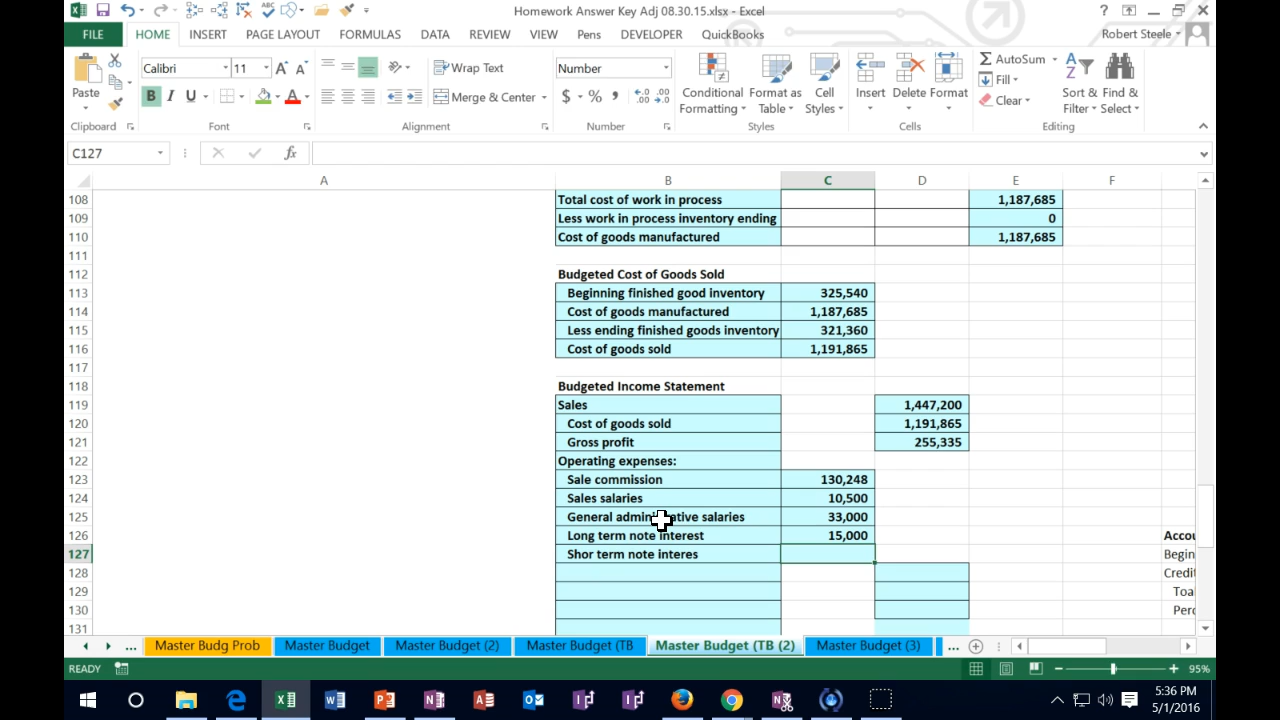 Homework Answer Key Adj 08.30.15.xlsx - Excel
FILE HOME INSERT PAGE LAYOUT FORMULAS DATA REVIEW VIEW Pens DEVELOPER QuickBooks Robert Steele
Calibri 11 Wrap Text Number AutoSum
Paste Merge & Center Conditional Formatting Format as Table Cell Styles Insert Delete Format Fill Clear Sort & Filter Find & Select
Clipboard Font Alignment Number Styles Cells Editing
C127 fx
A B C D E F
108 Total cost of work in process 1,187,685
109 Less work in process inventory ending 0
110 Cost of goods manufactured 1,187,685
111
112 Budgeted Cost of Goods Sold
113 Beginning finished good inventory 325,540
114 Cost of goods manufactured 1,187,685
115 Less ending finished goods inventory 321,360
116 Cost of goods sold 1,191,865
117
118 Budgeted Income Statement
119 Sales 1,447,200
120 Cost of goods sold 1,191,865
121 Gross profit 255,335
122 Operating expenses:
123 Sale commission 130,248
124 Sales salaries 10,500
125 General administrative salaries 33,000
126 Long term note interest 15,000 Accou
127 Shor term note interes Begin
128 Credit
129 Toa
130 Perc
131
... Master Budg Prob Master Budget Master Budget (2) Master Budget (TB Master Budget (TB (2) Master Budget (3) ...
READY 95%
5:36 PM
5/1/2016